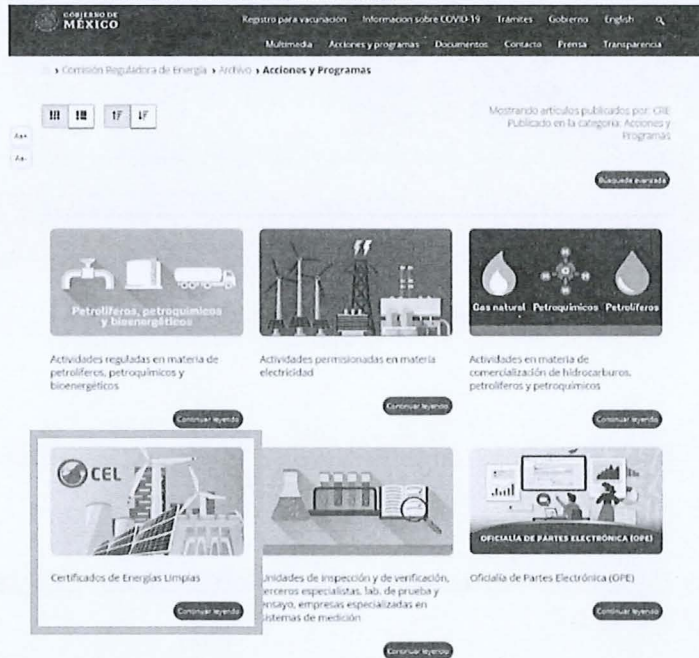 GOBIERNO DE
MÉXICO
Registro para vacunación Información sobre COVID-19 Trámites Gobierno English
Multimedia Acciones y programas Documentos Contacto Prensa Transparencia
› Comisión Reguladora de Energía › Archivo › Acciones y Programas
Mostrando artículos publicados por: CRE
Publicado en la categoría: Acciones y
Programas
Aa+
Aa-
Búsqueda avanzada
Petrolíferos, petroquímicos
y bioenergéticos
Gas natural Petroquímicos Petrolíferos
Actividades reguladas en materia de
petrolíferos, petroquímicos y
bioenergéticos
Continuar leyendo
Actividades permisionadas en materia
electricidad
Continuar leyendo
Actividades en materia de
comercialización de hidrocarburos,
petrolíferos y petroquímicos
Continuar leyendo
CEL
OFICIALÍA DE PARTES ELECTRÓNICA (OPE)
Certificados de Energías Limpias
Continuar leyendo
Unidades de inspección y de verificación,
terceros especialistas, lab. de prueba y
ensayo, empresas especializadas en
sistemas de medición
Continuar leyendo
Oficialía de Partes Electrónica (OPE)
Continuar leyendo